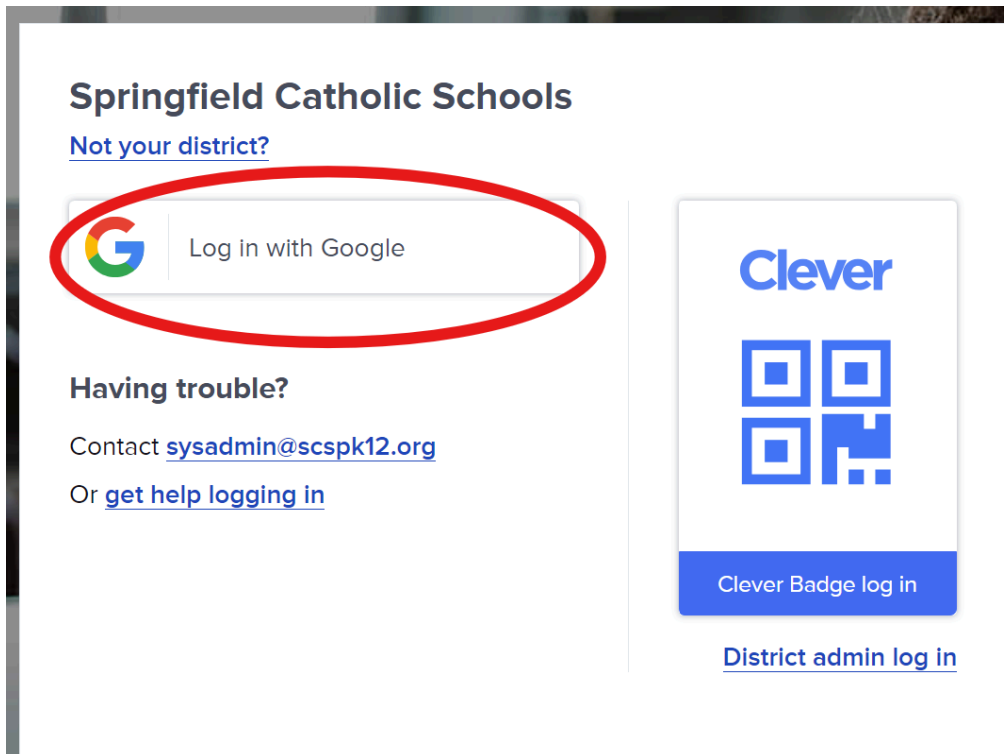 Springfield Catholic Schools
Not your district?
Log in with Google
Having trouble?
Contact sysadmin@scspk12.org
Or get help logging in
Clever
Clever Badge log in
District admin log in